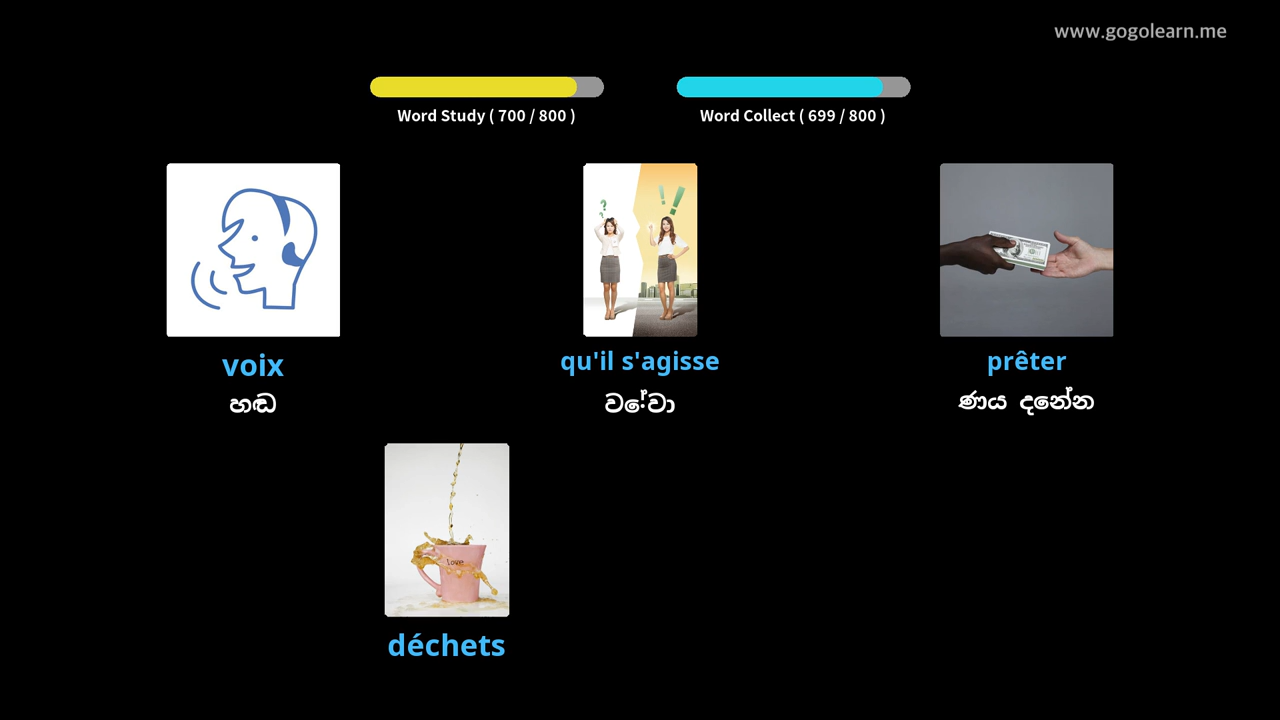 www.gogolearn.me
Word Study ( 700 / 800 )
Word Collect ( 699 / 800 )
voix
හඬ
qu'il s'agisse
වේවා
prêter
ණය දෙන්න
love
déchets